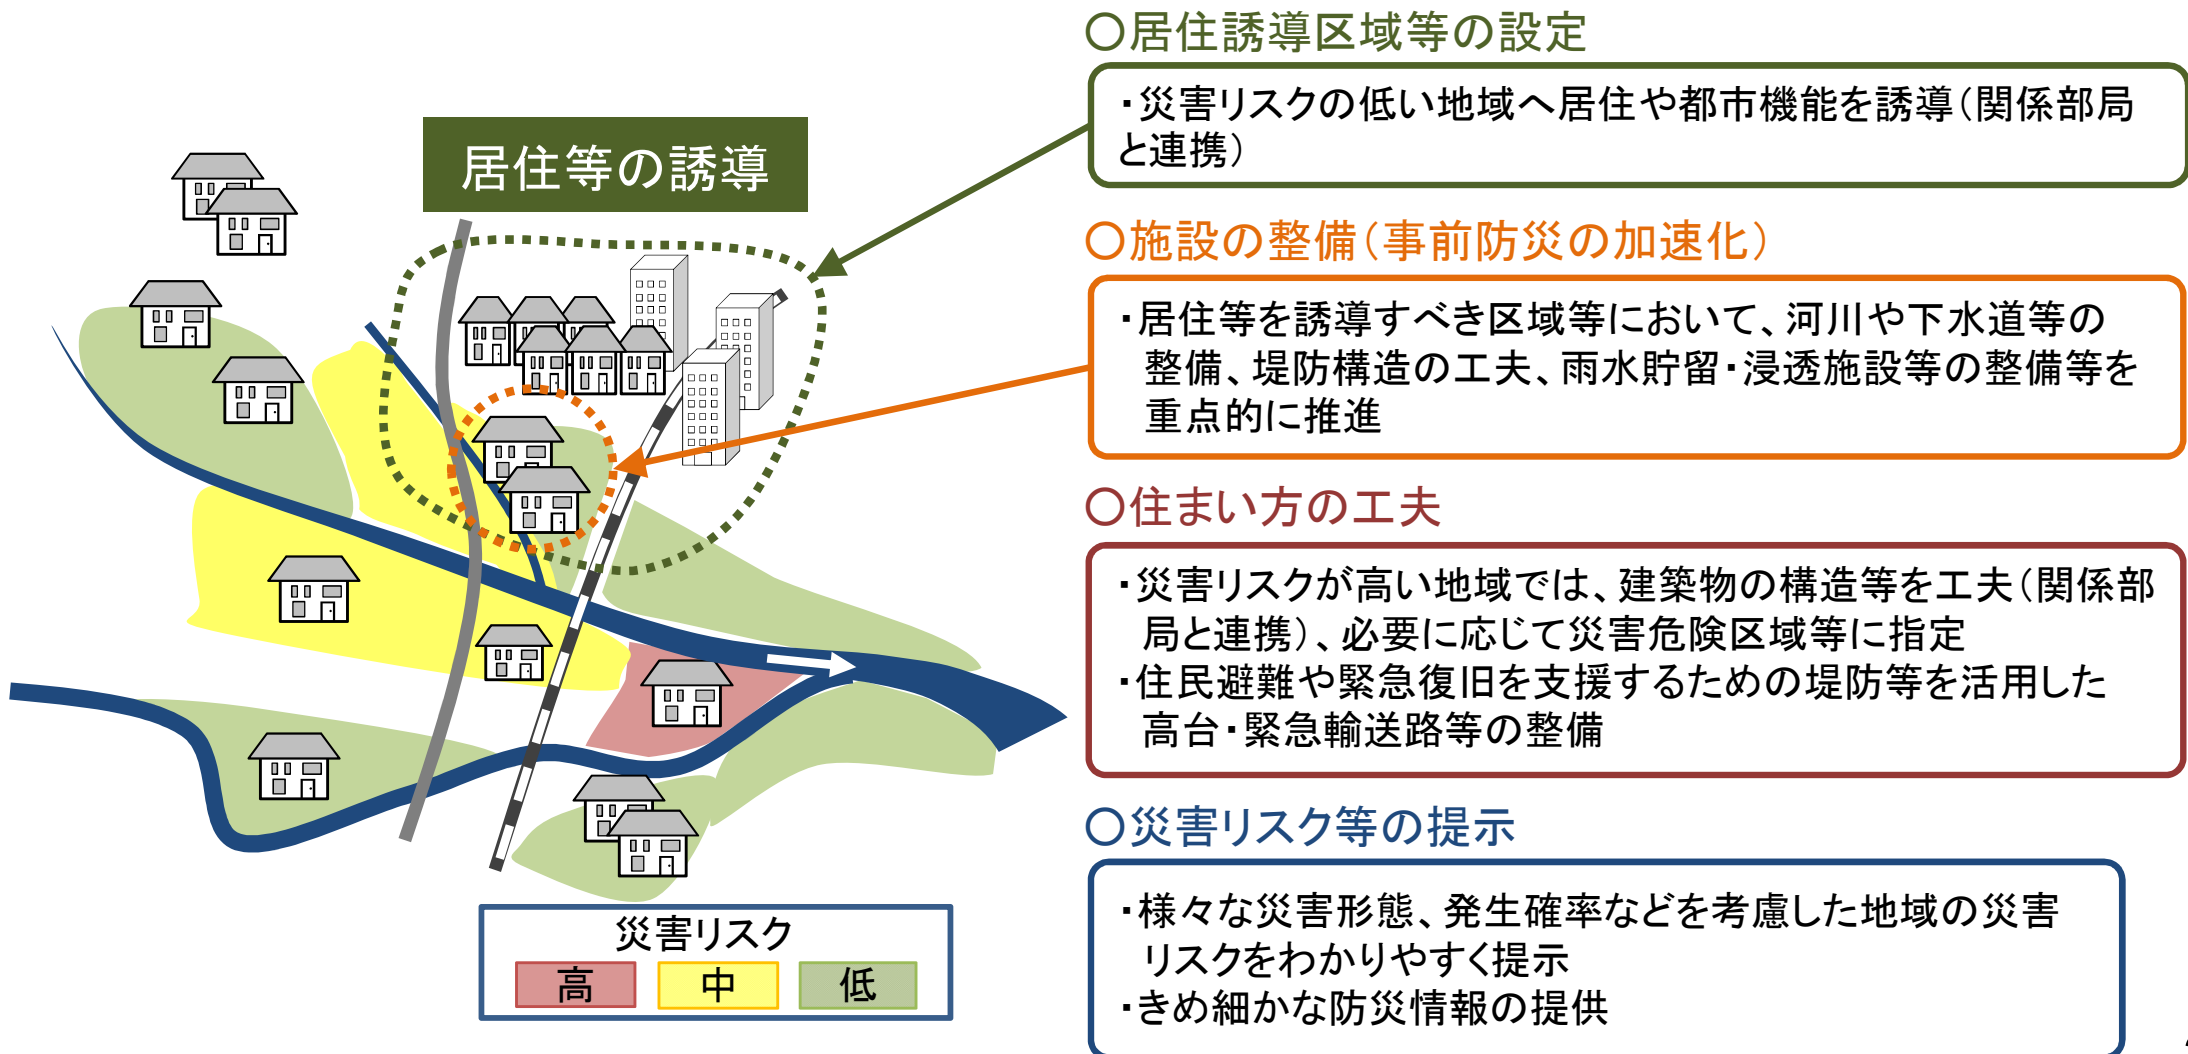 居住等の誘導
災害リスク
高
中
低
○居住誘導区域等の設定
・災害リスクの低い地域へ居住や都市機能を誘導（関係部局
と連携）
○施設の整備（事前防災の加速化）
・居住等を誘導すべき区域等において、河川や下水道等の
整備、堤防構造の工夫、雨水貯留・浸透施設等の整備等を
重点的に推進
○住まい方の工夫
・災害リスクが高い地域では、建築物の構造等を工夫（関係部
局と連携）、必要に応じて災害危険区域等に指定
・住民避難や緊急復旧を支援するための堤防等を活用した
高台・緊急輸送路等の整備
○災害リスク等の提示
・様々な災害形態、発生確率などを考慮した地域の災害
リスクをわかりやすく提示
・きめ細かな防災情報の提供